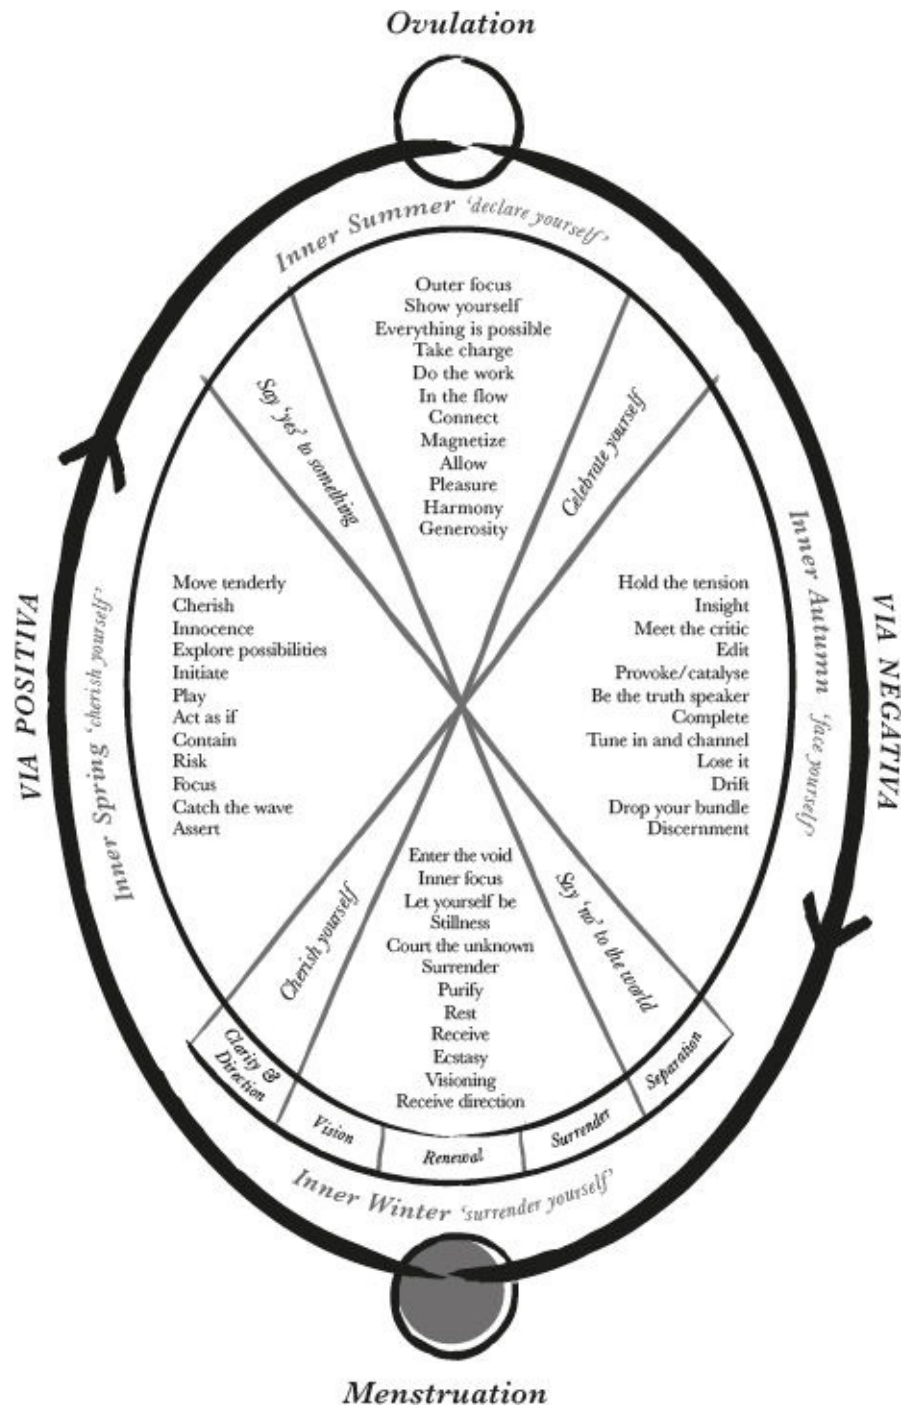 Ovulation
Inner Summer ‘declare yourself’
Outer focus
Show yourself
Everything is possible
Take charge
Do the work
In the flow
Connect
Magnetize
Allow
Pleasure
Harmony
Generosity
Say ‘yes’ to something
Celebrate yourself
VIA POSITIVA
Inner Spring ‘cherish yourself’
Move tenderly
Cherish
Innocence
Explore possibilities
Initiate
Play
Act as if
Contain
Risk
Focus
Catch the wave
Assert
Hold the tension
Insight
Meet the critic
Edit
Provoke/catalyse
Be the truth speaker
Complete
Tune in and channel
Lose it
Drift
Drop your bundle
Discernment
Inner Autumn ‘face yourself’
VIA NEGATIVA
Cherish yourself
Enter the void
Inner focus
Let yourself be
Stillness
Court the unknown
Surrender
Purify
Rest
Receive
Ecstasy
Visioning
Receive direction
Say ‘no’ to the world
Clarity &
Direction
Vision
Renewal
Surrender
Separation
Inner Winter ‘surrender yourself’
Menstruation